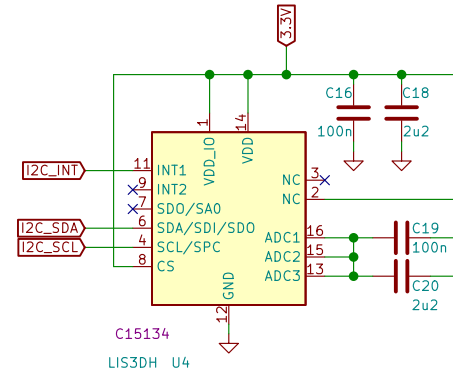 3.3V
C16
C18
100n
2u2
1
14
VDD_IO
VDD
I2C_INT
11
INT1
9
INT2
7
SDO/SA0
I2C_SDA
6
SDA/SDI/SDO
I2C_SCL
4
SCL/SPC
8
CS
3
NC
2
NC
16
ADC1
15
ADC2
13
ADC3
C19
100n
C20
2u2
GND
12
C15134
LIS3DH U4